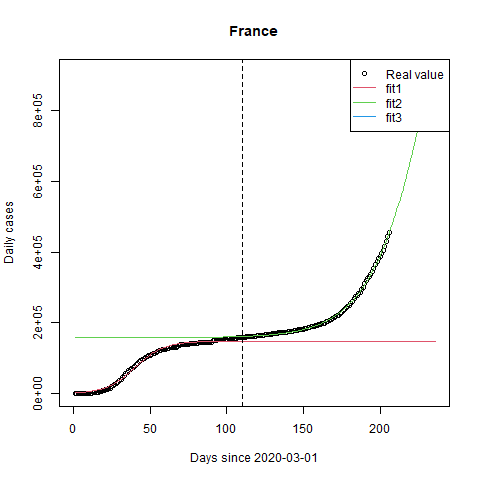 France
Real value
fit1
fit2
fit3
8e+05
6e+05
4e+05
2e+05
0e+00
Daily cases
0
50
100
150
200
Days since 2020-03-01